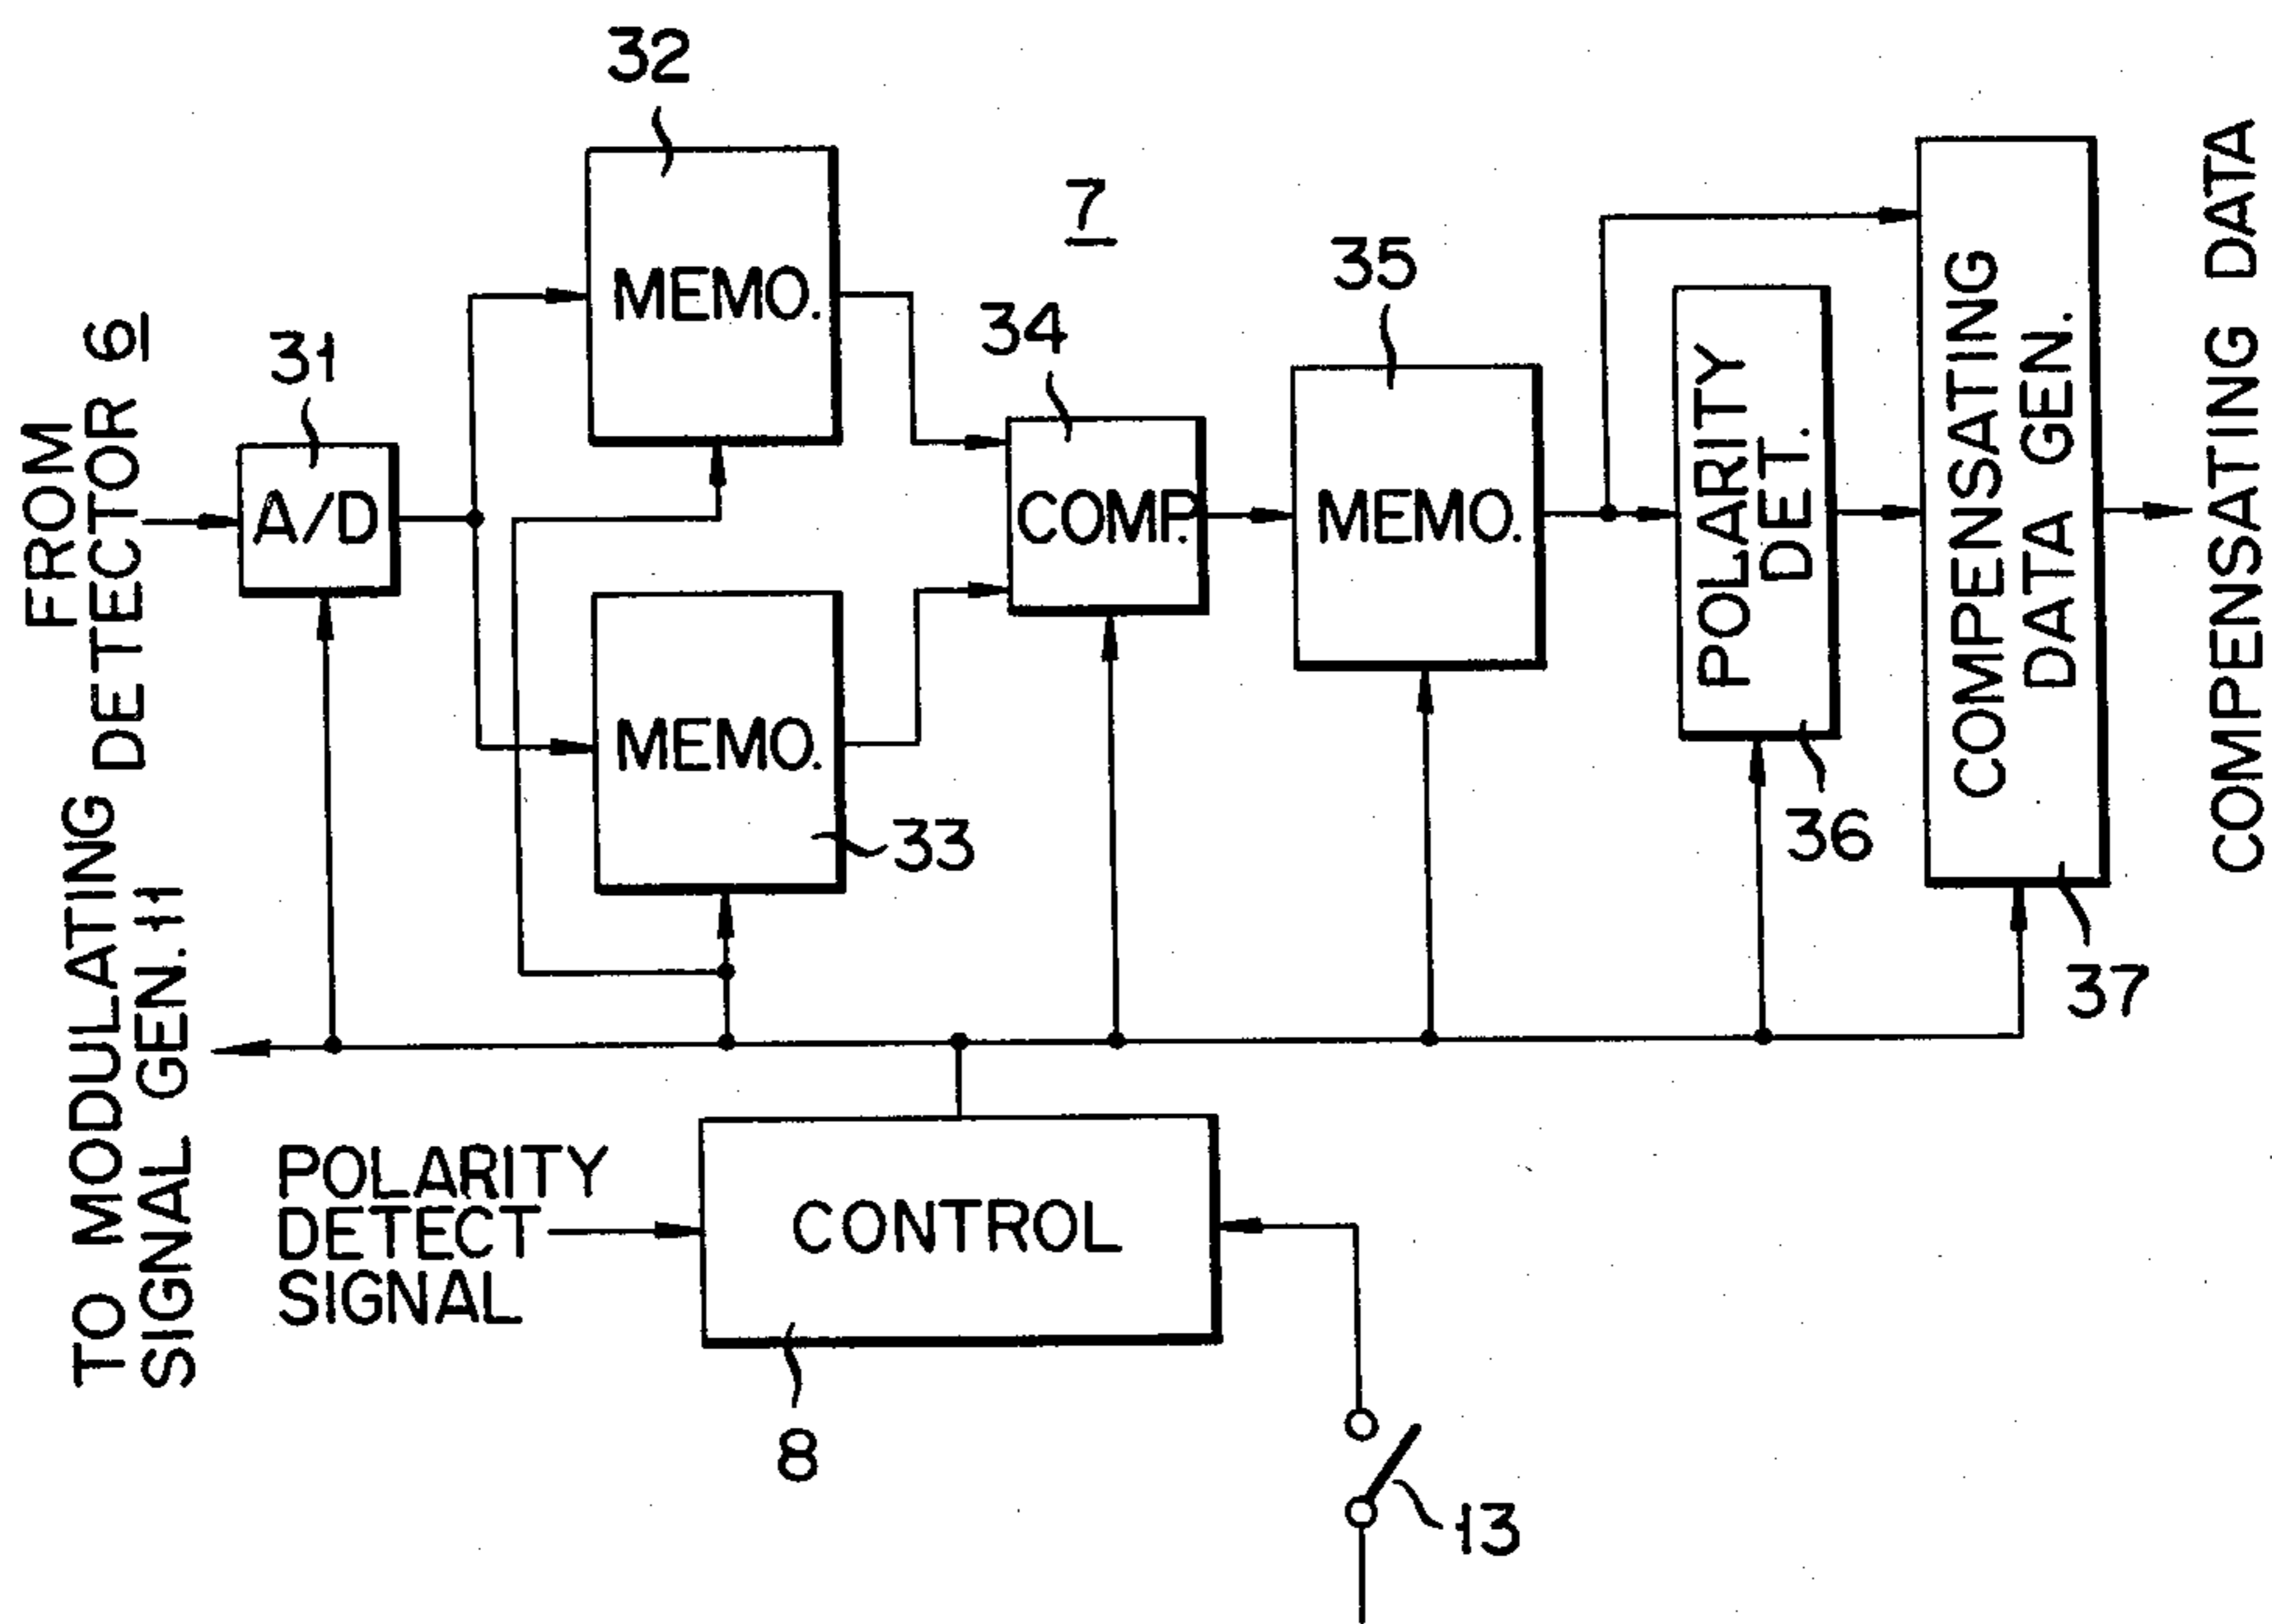 32
7
35
34
31
FROM
DETECTOR 6
MEMO.
A/D
COMP.
MEMO.
POLARITY
DET.
COMPENSATING
DATA GEN.
COMPENSATING DATA
MEMO.
33
36
37
TO MODULATING
SIGNAL GEN. 11
POLARITY
DETECT
SIGNAL
CONTROL
8
13